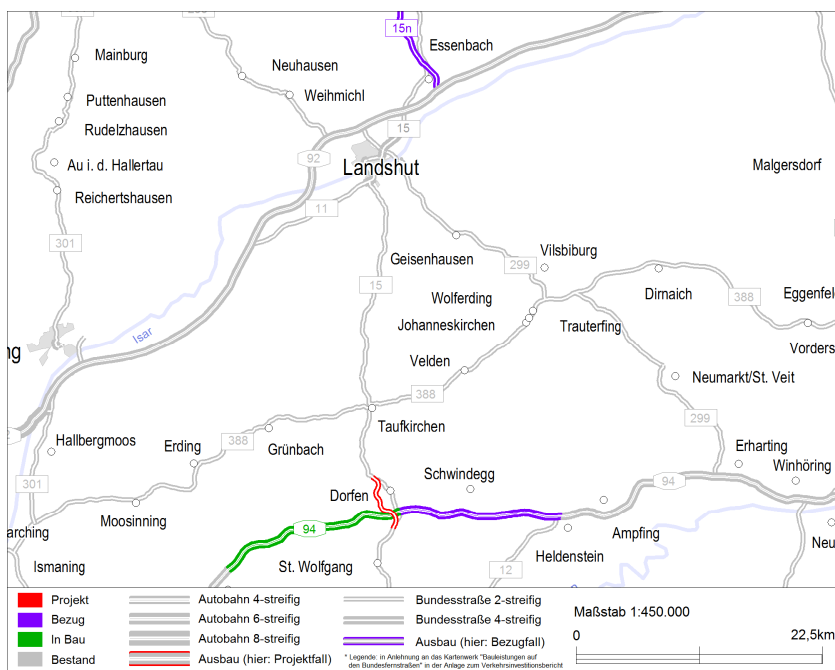 15n
Essenbach
Mainburg
Neuhausen
Puttenhausen
Weihmichl
15
Rudelzhausen
92
Au i. d. Hallertau
Landshut
Malgersdorf
Reichertshausen
11
301
Geisenhausen
Vilsbiburg
299
15
Dirnaich
Wolferding
388
Eggenfeld
Isar
Johanneskirchen
Trauterfing
ng
Vorders
Velden
Neumarkt/St. Veit
388
299
Taufkirchen
Hallbergmoos
Erding
388
Grünbach
Erharting
Schwindegg
Winhöring
301
Dorfen
94
Moosinning
94
arching
Ampfing
Neu
Heldenstein
Ismaning
St. Wolfgang
12
Projekt
Bezug
In Bau
Bestand
Autobahn 4-streifig
Autobahn 6-streifig
Autobahn 8-streifig
Ausbau (hier: Projektfall)
Bundesstraße 2-streifig
Bundesstraße 4-streifig
Ausbau (hier: Bezugfall)
* Legende: in Anlehnung an das Kartenwerk "Bauleistungen auf
den Bundesfernstraßen" in der Anlage zum Verkehrsinvestitionsbericht
Maßstab 1:450.000
0
22,5km